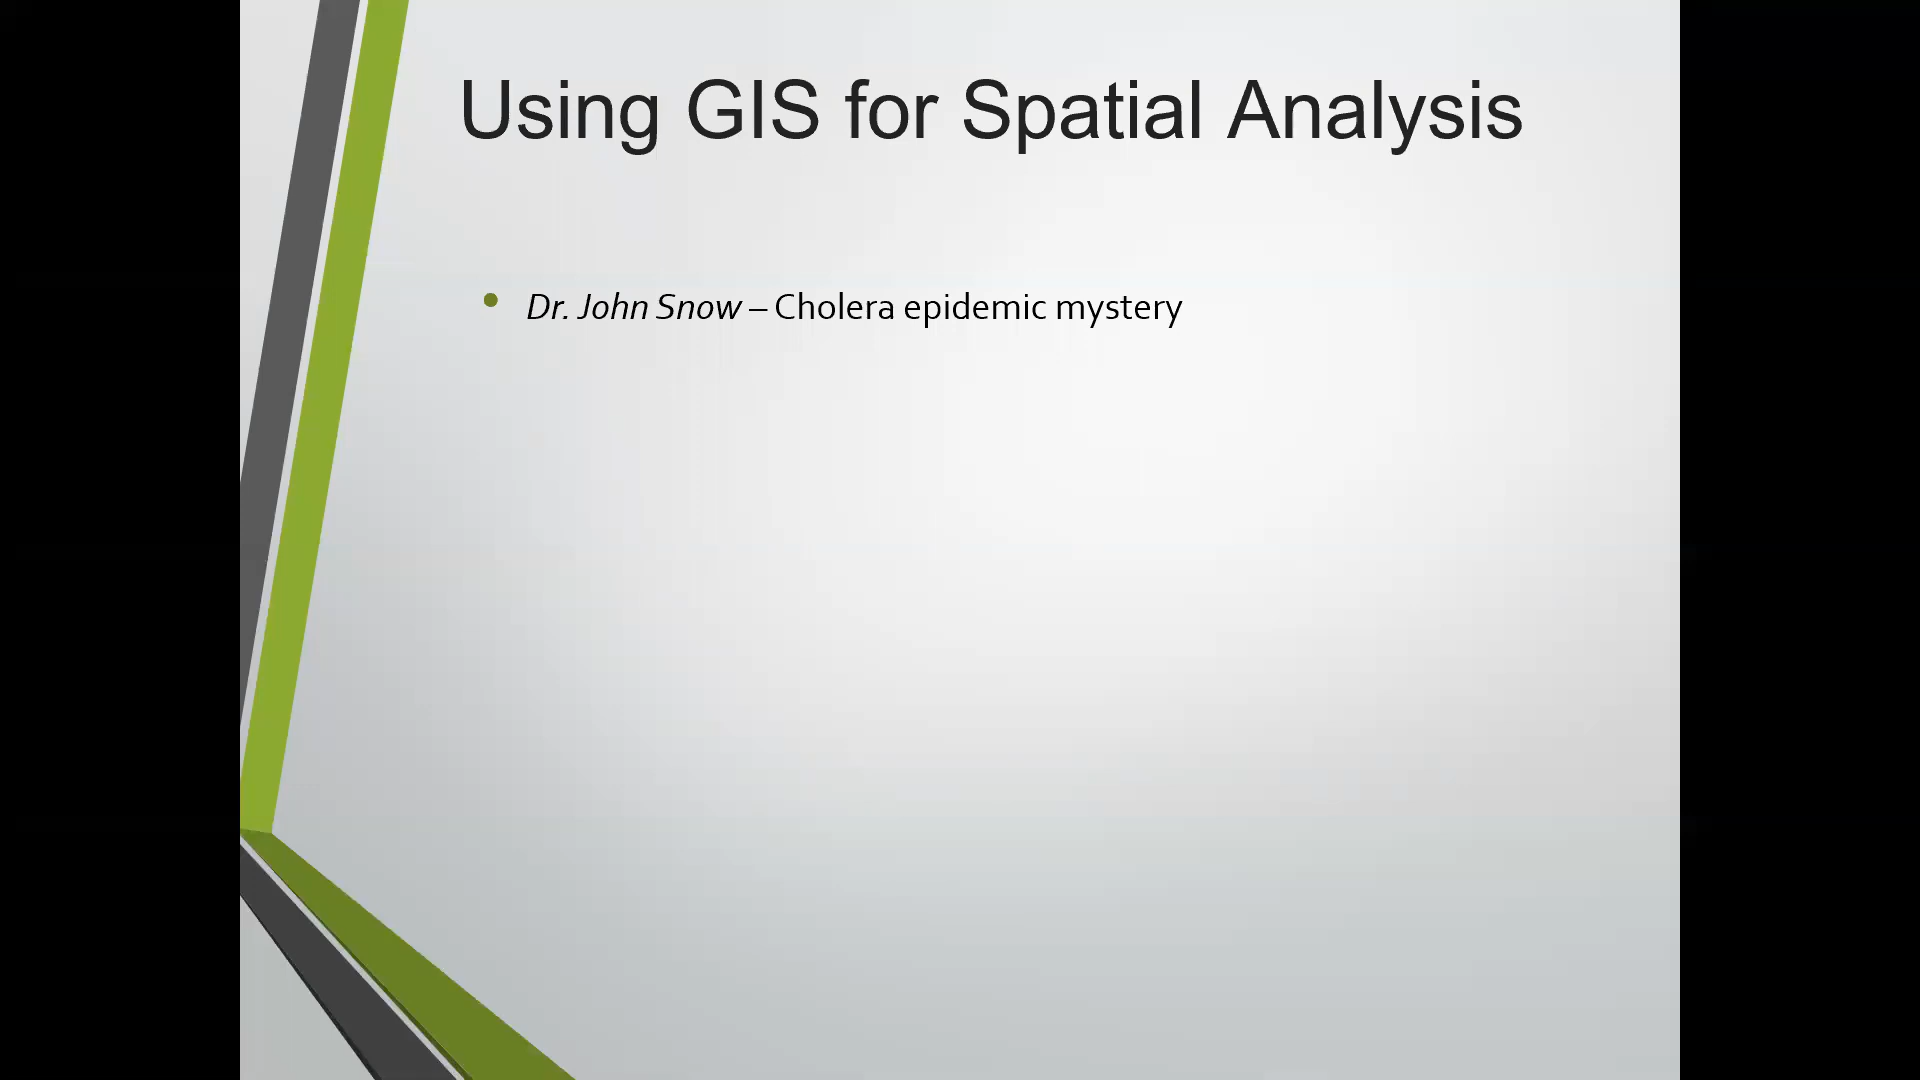 Using GIS for Spatial Analysis
• Dr. John Snow – Cholera epidemic mystery